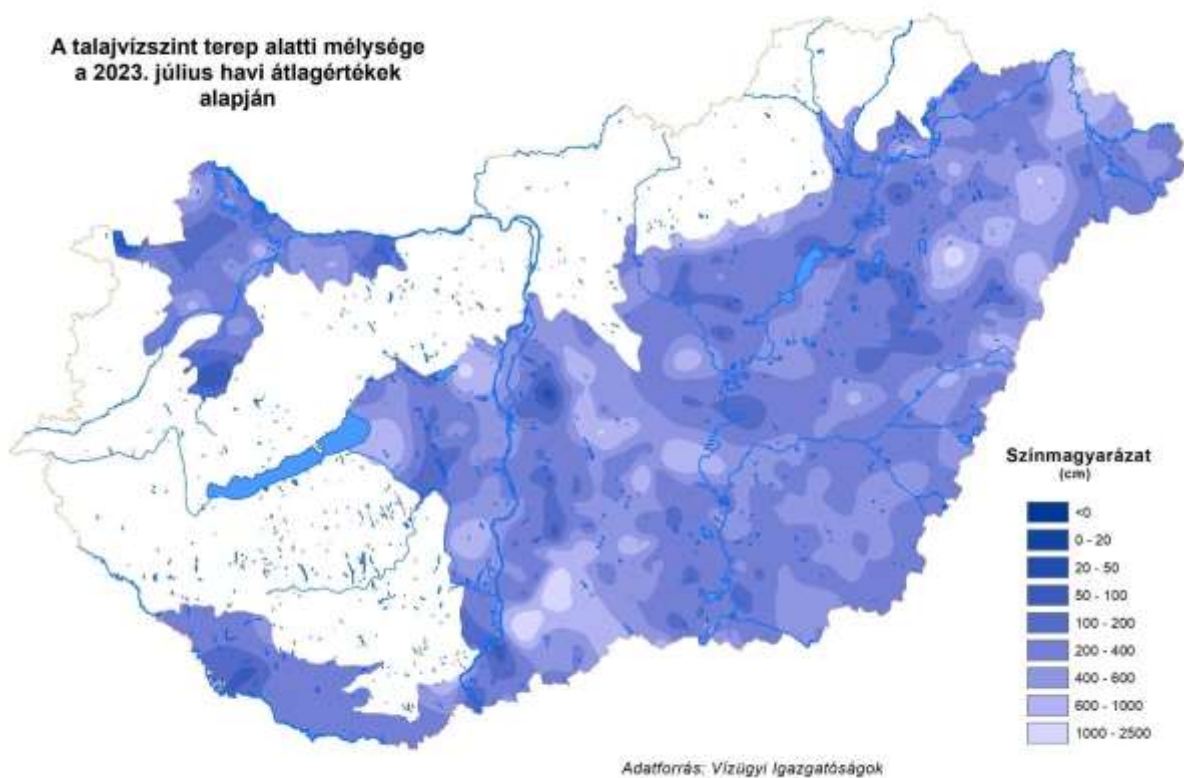 A talajvízszint terep alatti mélysége
a 2023. július havi átlagértékek
alapján
Színmagyarázat
(cm)
<0
0 - 20
20 - 50
50 - 100
100 - 200
200 - 400
400 - 600
600 - 1000
1000 - 2500
Adatforrás: Vízügyi Igazgatóságok